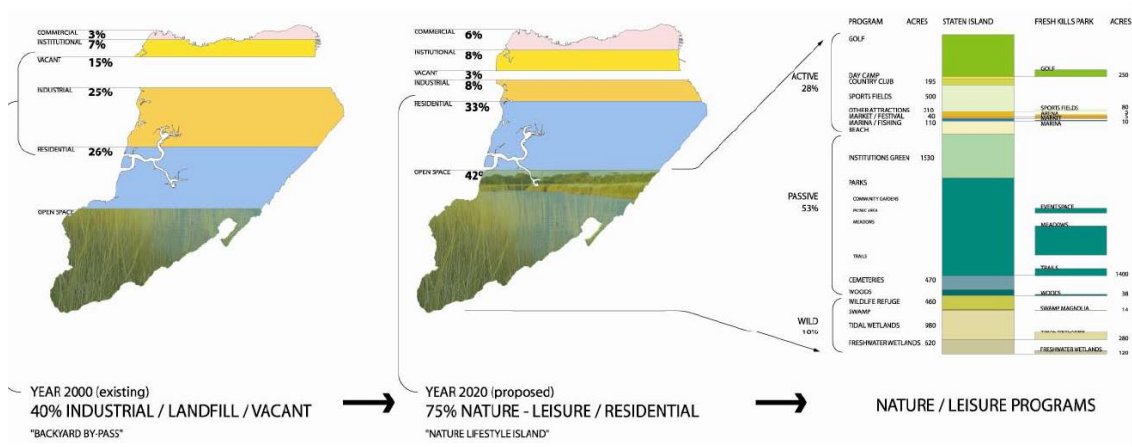 COMMERCIAL 3%
INSTITUTIONAL 7%
VACANT 15%
INDUSTRIAL 25%
RESIDENTIAL 26%
OPEN SPACE
YEAR 2000 (existing)
40% INDUSTRIAL / LANDFILL / VACANT
"BACKYARD BY-PASS"
COMMERCIAL 6%
INSTITUTIONAL 8%
VACANT 3%
INDUSTRIAL 8%
RESIDENTIAL 33%
OPEN SPACE 42%
YEAR 2020 (proposed)
75% NATURE - LEISURE / RESIDENTIAL
"NATURE LIFESTYLE ISLAND"
PROGRAM ACRES STATEN ISLAND FRESH KILLS PARK ACRES
ACTIVE
28%
GOLF
GOLF 250
DAY CAMP
COUNTRY CLUB 195
SPORTS FIELDS 500
SPORTS FIELDS 80
OTHER ATTRACTIONS 210
ARENA
MARKET / FESTIVAL 40
MARKET
MARINA / FISHING 110
MARINA
BEACH
PASSIVE
53%
INSTITUTIONS GREEN 1530
PARKS
COMMUNITY GARDENS
PICNIC AREA
MEADOWS
TRAILS
EVENT SPACE
MEADOWS
TRAILS 1400
CEMETERIES 470
WOODS
WOODS 38
WILD
WILDLIFE REFUGE 460
SWAMP
SWAMP MAGNOLIA 14
TIDAL WETLANDS 980
280
FRESHWATER WETLANDS 620
FRESHWATER WETLANDS 120
NATURE / LEISURE PROGRAMS